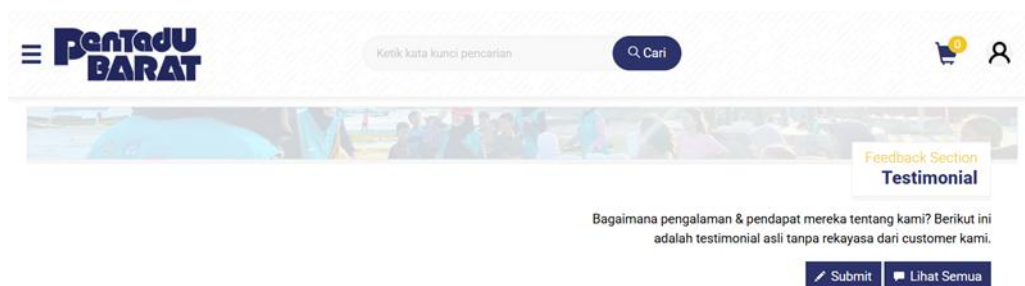 PenTadU
BARAT
Ketik kata kunci pencarian
Cari
0
Feedback Section
Testimonial
Bagaimana pengalaman & pendapat mereka tentang kami? Berikut ini
adalah testimonial asli tanpa rekayasa dari customer kami.
Submit
Lihat Semua